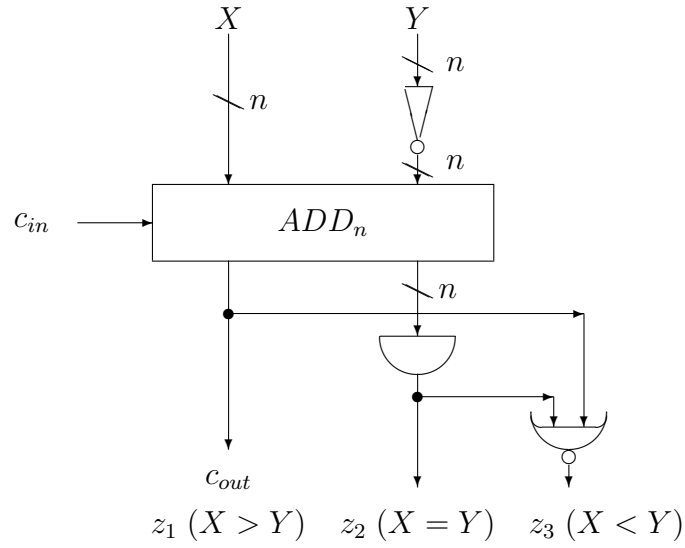 X Y
n
n
n
c_in
ADD_n
n
c_out
z_1 (X > Y) z_2 (X = Y) z_3 (X < Y)